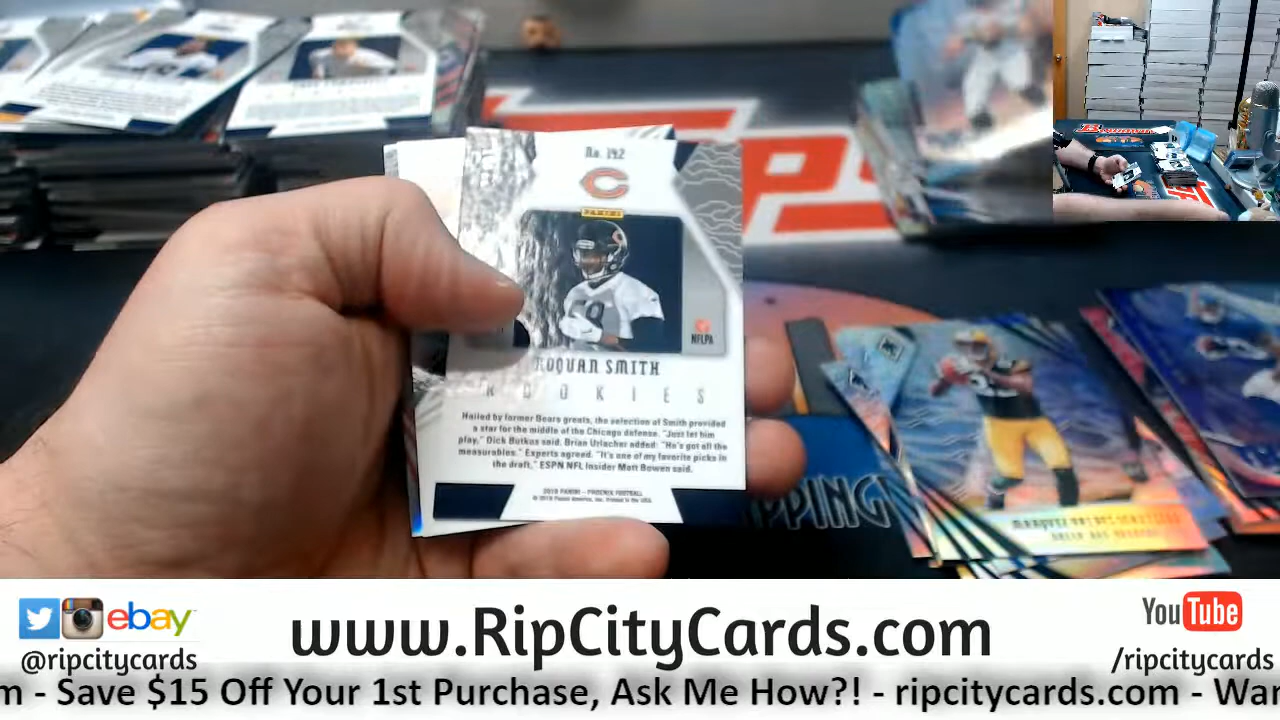 No. 142
C
PANINI
NFLPA
ROQUAN SMITH
ROOKIES
Hailed by former Bears greats, the selection of Smith provided
a star for the middle of the Chicago defense. "Just let him
play," Dick Butkus said. Brian Urlacher added: "He's got all the
measurables." Experts agreed. "It's one of my favorite picks in
the draft," ESPN NFL Insider Matt Bowen said.
2018 PANINI - PHOENIX FOOTBALL
© 2018 Panini America, Inc. Printed in the USA.
PPING
ebay
@ripcitycards
www.RipCityCards.com
YouTube
/ripcitycards
m - Save $15 Off Your 1st Purchase, Ask Me How?! - ripcitycards.com - Wan